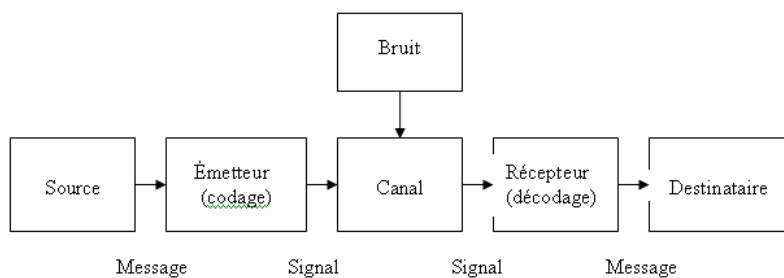 Bruit
Source
Émetteur
(codage)
Canal
Récepteur
(décodage)
Destinataire
Message
Signal
Signal
Message